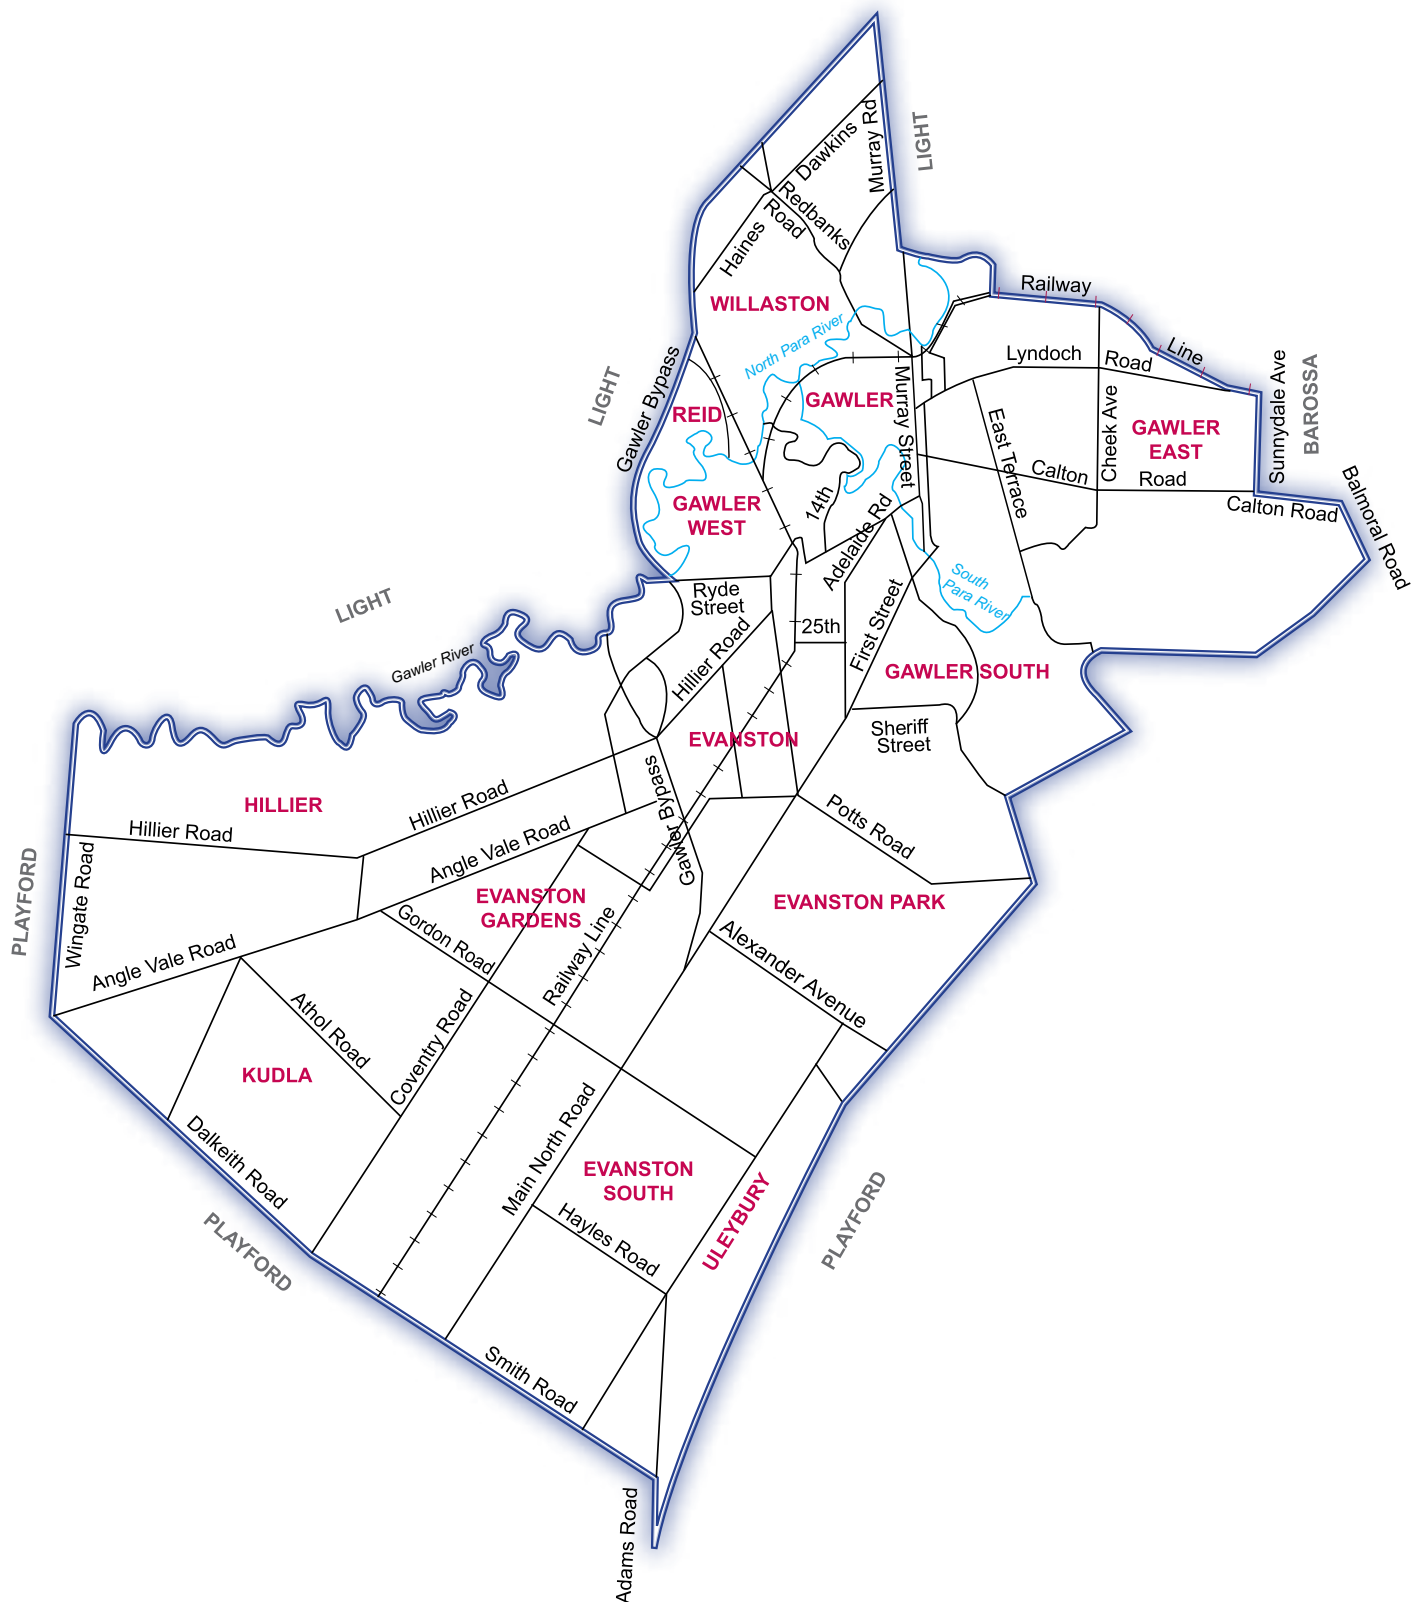 LIGHT
Murray Rd
Dawkins
Redbanks
Road
Haines
Railway
WILLASTON
North Para River
Line
Lyndoch
Road
Sunnydale Ave
BAROSSA
LIGHT
Gawler Bypass
REID
GAWLER
Murray Street
East Terrace
Cheek Ave
GAWLER
EAST
Calton
Road
Calton Road
Balmoral Road
GAWLER
WEST
14th
Adelaide Rd
South
Para River
LIGHT
Ryde
Street
25th
First Street
Gawler River
Hillier Road
GAWLER SOUTH
Sheriff
Street
EVANSTON
Gawler Bypass
HILLIER
Hillier Road
Hillier Road
Potts Road
Angle Vale Road
PLAYFORD
Wingate Road
EVANSTON
GARDENS
EVANSTON PARK
Gordon Road
Railway Line
Alexander Avenue
Angle Vale Road
Athol Road
Coventry Road
KUDLA
Main North Road
Dalkeith Road
EVANSTON
SOUTH
ULEYBURY
PLAYFORD
Hayles Road
PLAYFORD
Smith Road
Adams Road